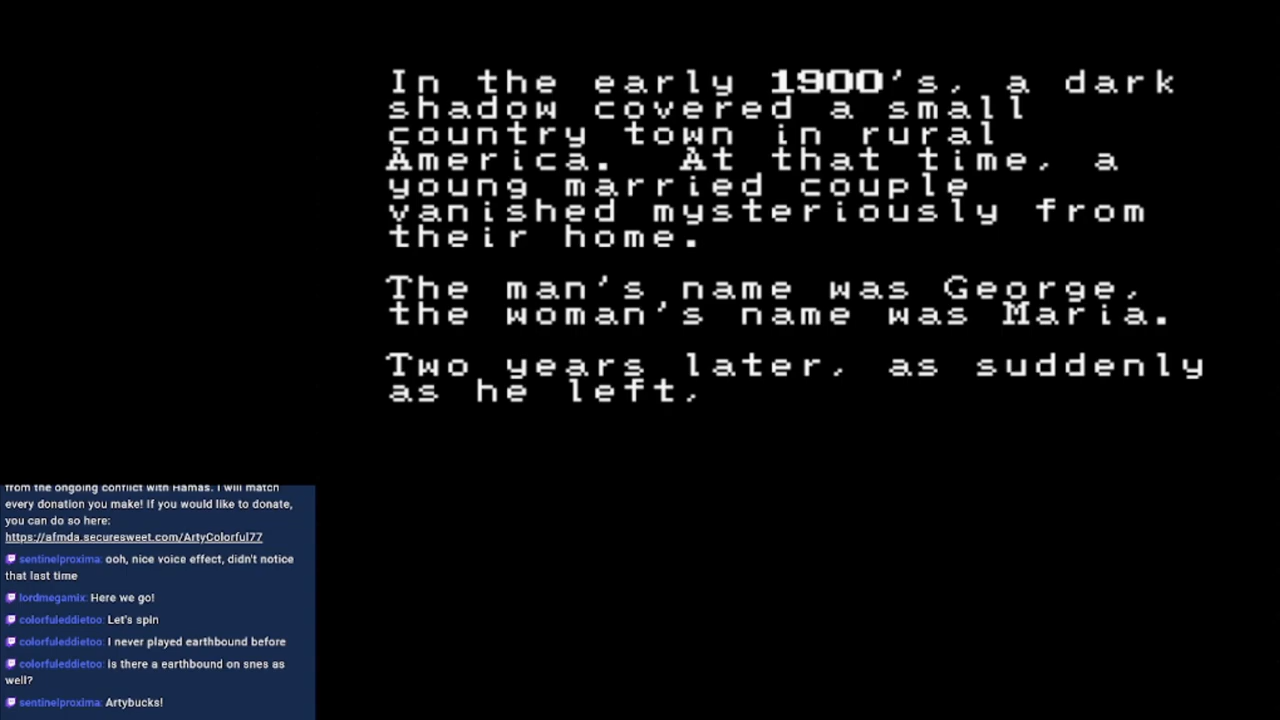 In the early 1900's, a dark
shadow covered a small
country town in rural
America. At that time, a
young married couple
vanished mysteriously from
their home.
The man's name was George,
the woman's name was Maria.
Two years later, as suddenly
as he left,
from the ongoing conflict with Hamas. I will match
every donation you make! If you would like to donate,
you can do so here:
https://afmda.securesweet.com/ArtyColorful77
sentinelproxima: ooh, nice voice effect, didn't notice
that last time
lordmegamix: Here we go!
colorfuleddietoo: Let's spin
colorfuleddietoo: I never played earthbound before
colorfuleddietoo: is there a earthbound on snes as
well?
sentinelproxima: Artybucks!